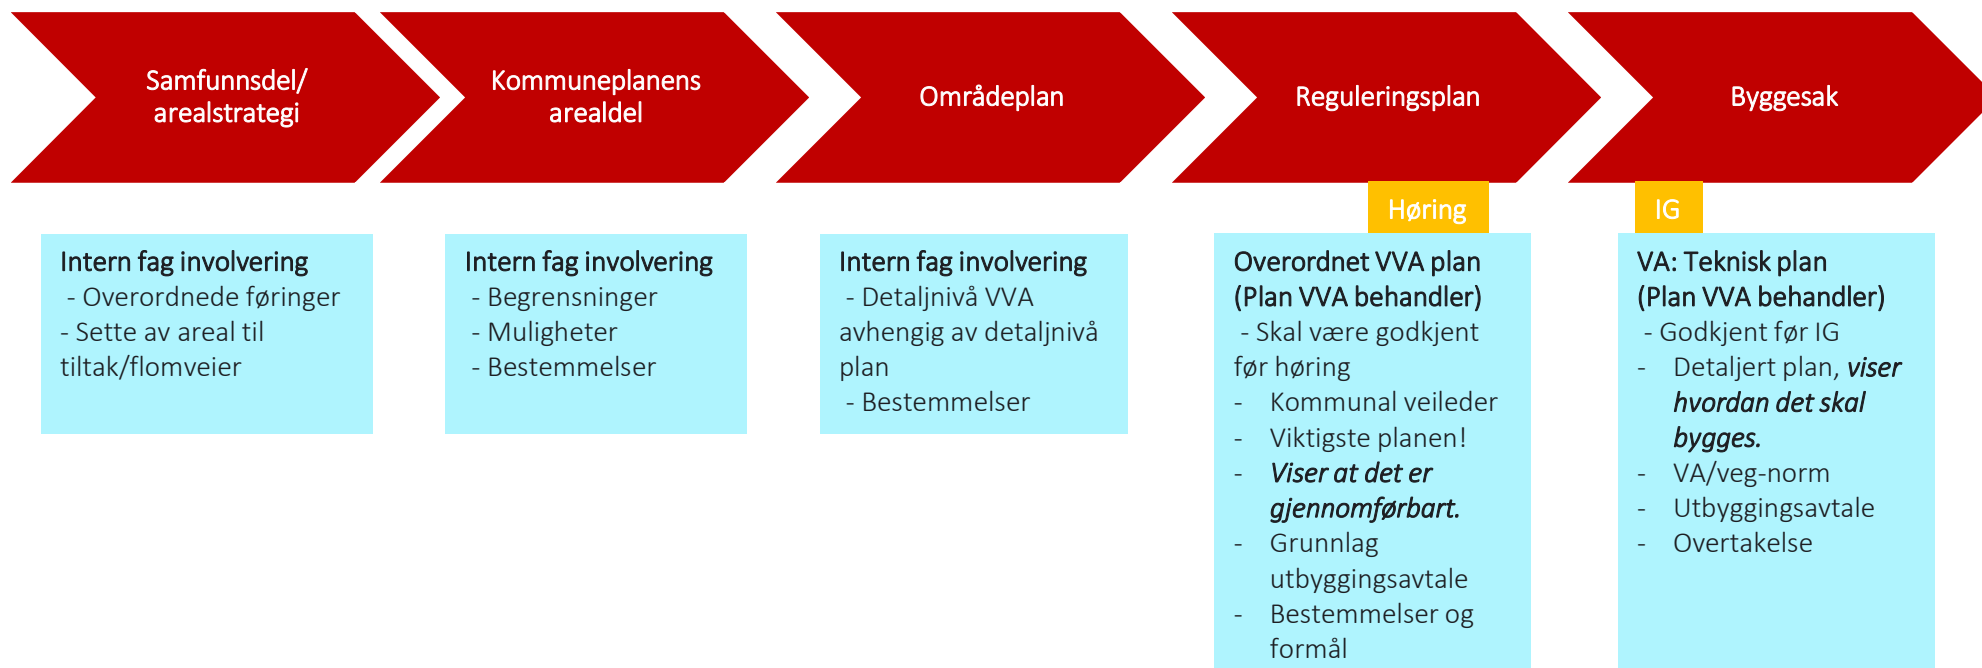 Samfunnsdel/
arealstrategi
Kommuneplanens
arealdel
Områdeplan
Reguleringsplan
Byggesak
Høring
IG
Intern fag involvering
- Overordnede føringer
- Sette av areal til
tiltak/flomveier
Intern fag involvering
- Begrensninger
- Muligheter
- Bestemmelser
Intern fag involvering
- Detaljnivå VVA
avhengig av detaljnivå
plan
- Bestemmelser
Overordnet VVA plan
(Plan VVA behandler)
- Skal være godkjent
før høring
- Kommunal veileder
- Viktigste planen!
- Viser at det er
gjennomførbart.
- Grunnlag
utbyggingsavtale
- Bestemmelser og
formål
VA: Teknisk plan
(Plan VVA behandler)
- Godkjent før IG
- Detaljert plan, viser
hvordan det skal
bygges.
- VA/veg-norm
- Utbyggingsavtale
- Overtakelse